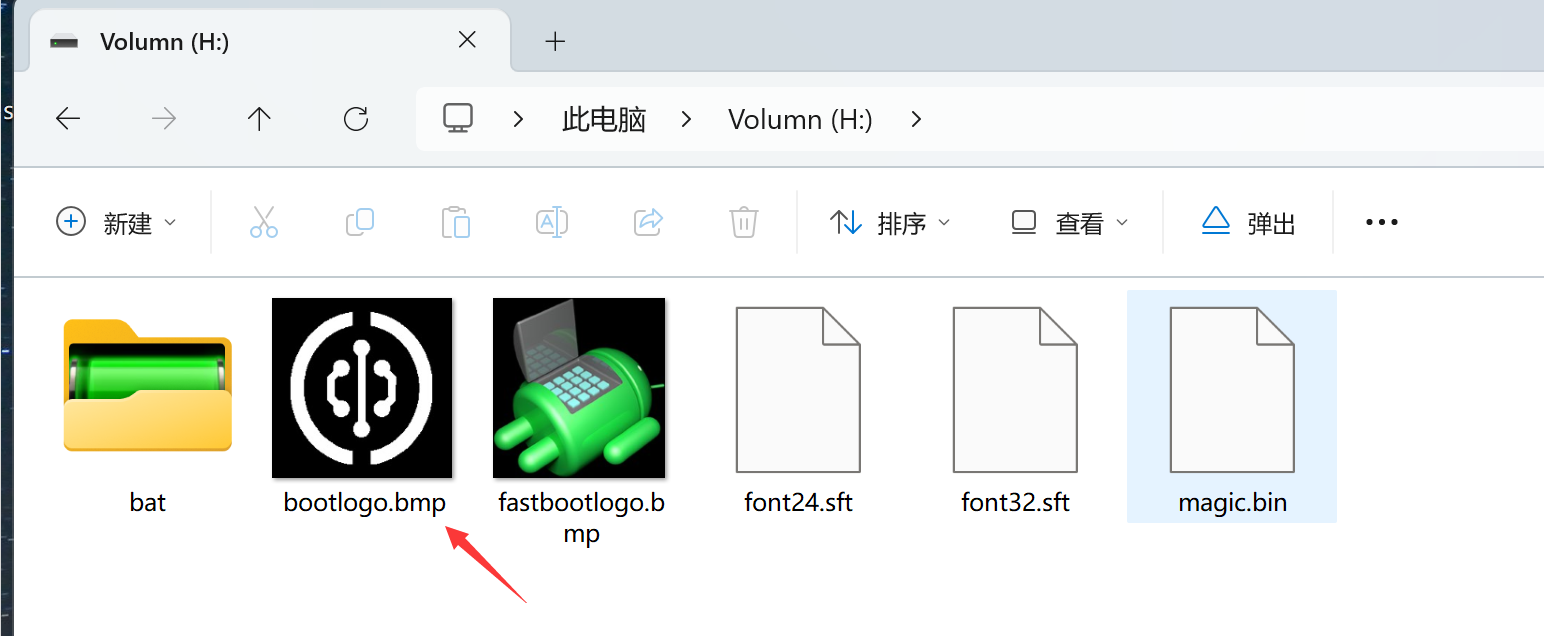 Volumn (H:)
S
此电脑 Volumn (H:)
新建 排序 查看 弹出
bat bootlogo.bmp fastbootlogo.b font24.sft font32.sft magic.bin
mp